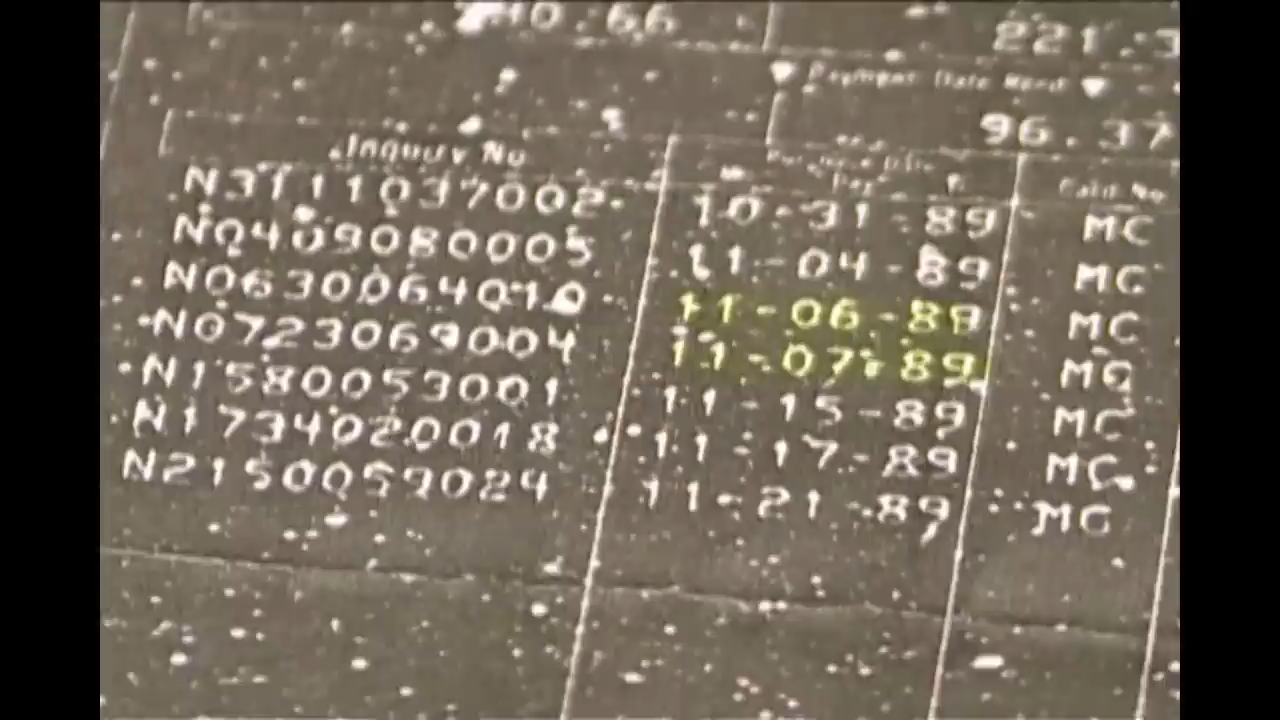 221.3
Payment Date Read
96.37
Inquiry No
N3111037002 10-31-89 MC
N0409080005 11-04-89 MC
N0630064010 11-06-89 MC
N0723069004 11-07-89 MC
N1580053001 11-15-89 MC
N1734020018 11-17-89 MC
N2150059024 11-21-89 MC